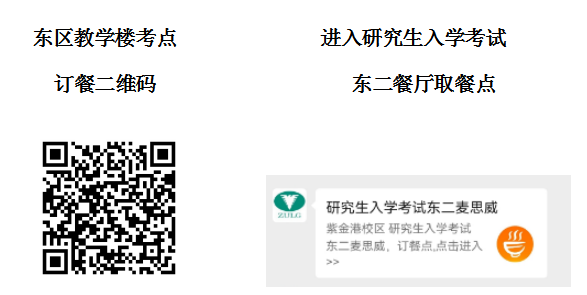 东区教学楼考点
订餐二维码
进入研究生入学考试
东二餐厅取餐点
ZULG
研究生入学考试东二麦思威
紫金港校区 研究生入学考试
东二麦思威，订餐点,点击进入
>>